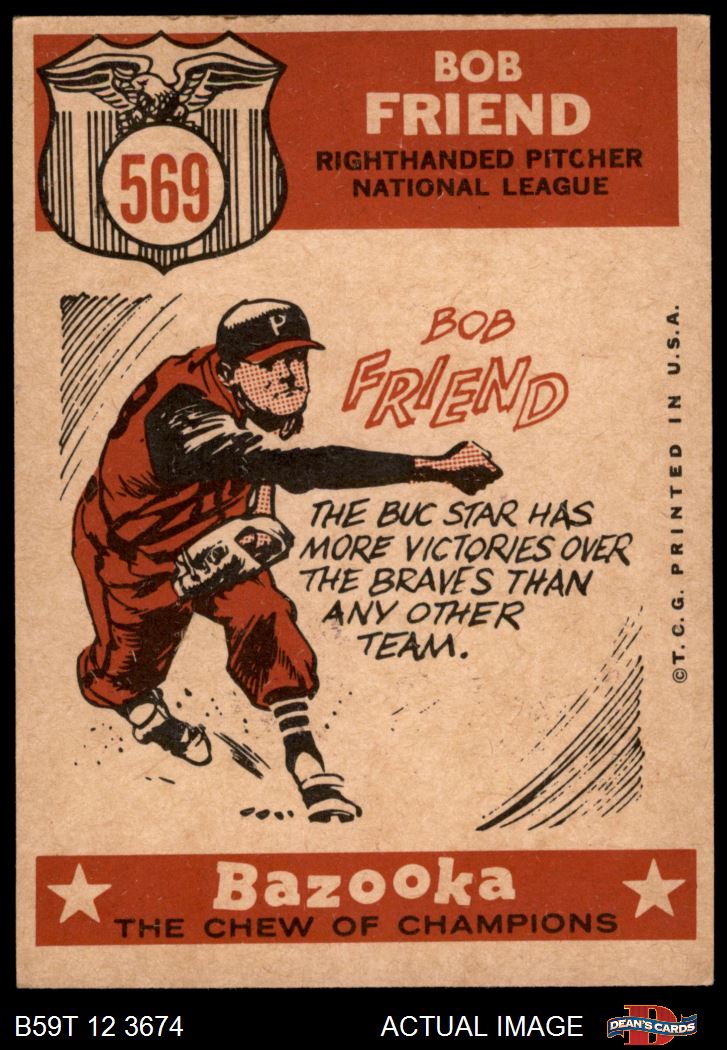 569
BOB
FRIEND
RIGHTHANDED PITCHER
NATIONAL LEAGUE
P
BOB
FRIEND
THE BUC STAR HAS
MORE VICTORIES OVER
THE BRAVES THAN
ANY OTHER
TEAM.
© T. C. G. PRINTED IN U. S. A.
Bazooka
THE CHEW OF CHAMPIONS
B59T 12 3674
ACTUAL IMAGE
D
DEAN'S CARDS